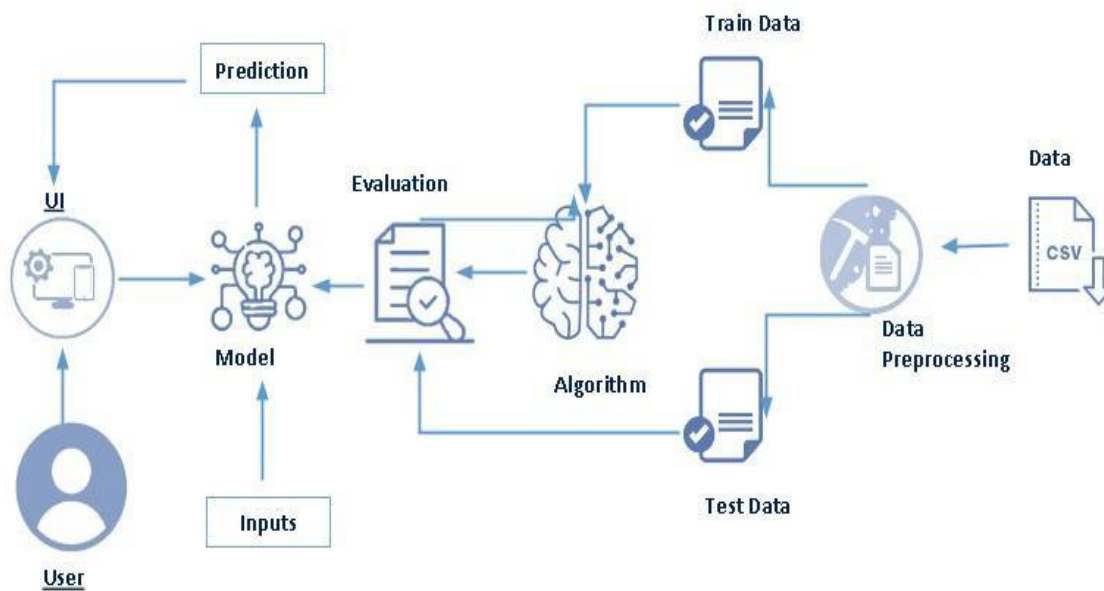 Train Data
Prediction
Data
Evaluation
UI
CSV
Data
Preprocessing
Model
Algorithm
Inputs
Test Data
User